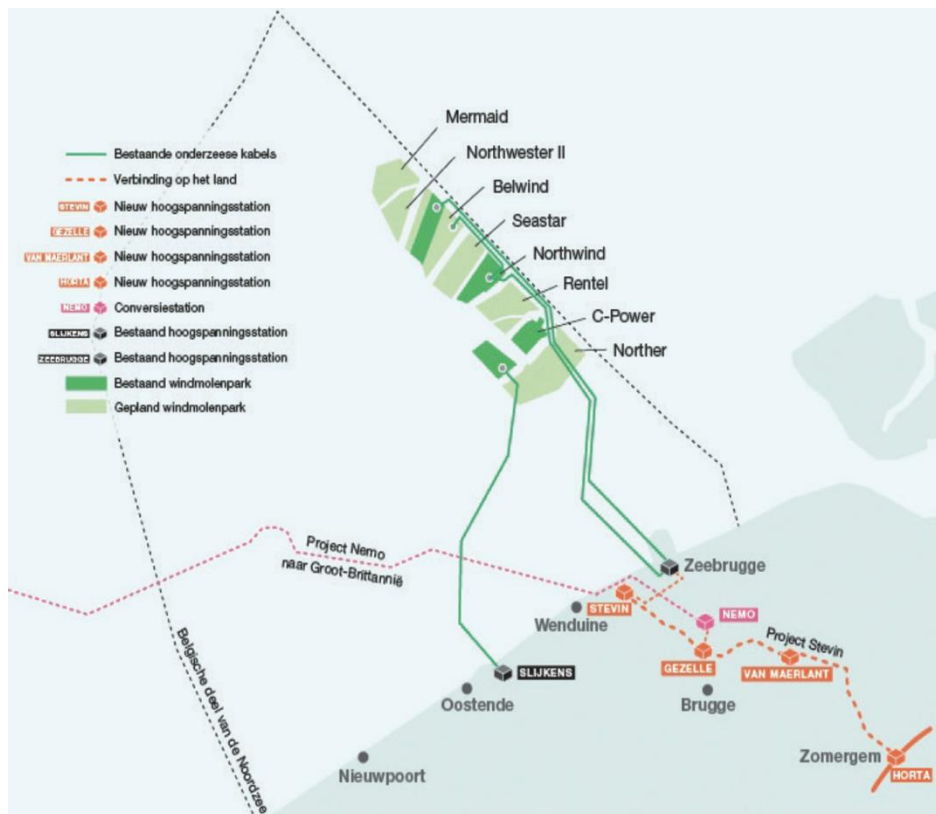 Mermaid
Northwester II
Belwind
Seastar
Northwind
Rentel
C-Power
Norther
Bestaande onderzeese kabels
Verbinding op het land
STEVIN Nieuw hoogspanningsstation
GEZELLE Nieuw hoogspanningsstation
VAN MAERLANT Nieuw hoogspanningsstation
HORTA Nieuw hoogspanningsstation
NEMO Conversiestation
SLIJKENS Bestaand hoogspanningsstation
ZEEBRUGGE Bestaand hoogspanningsstation
Bestaand windmolenpark
Gepland windmolenpark
Project Nemo
naar Groot-Brittannië
Zeebrugge
STEVIN
NEMO
Wenduine
Project Stevin
GEZELLE
VAN MAERLANT
SLIJKENS
Oostende
Brugge
Belgische deel van de Noordzee
Zomergem
HORTA
Nieuwpoort